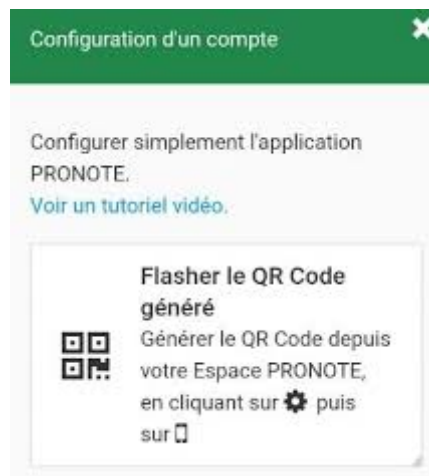 Configuration d'un compte
Configurer simplement l'application
PRONOTE.
Voir un tutoriel vidéo.
Flasher le QR Code
généré
Générer le QR Code depuis
votre Espace PRONOTE,
en cliquant sur puis
sur